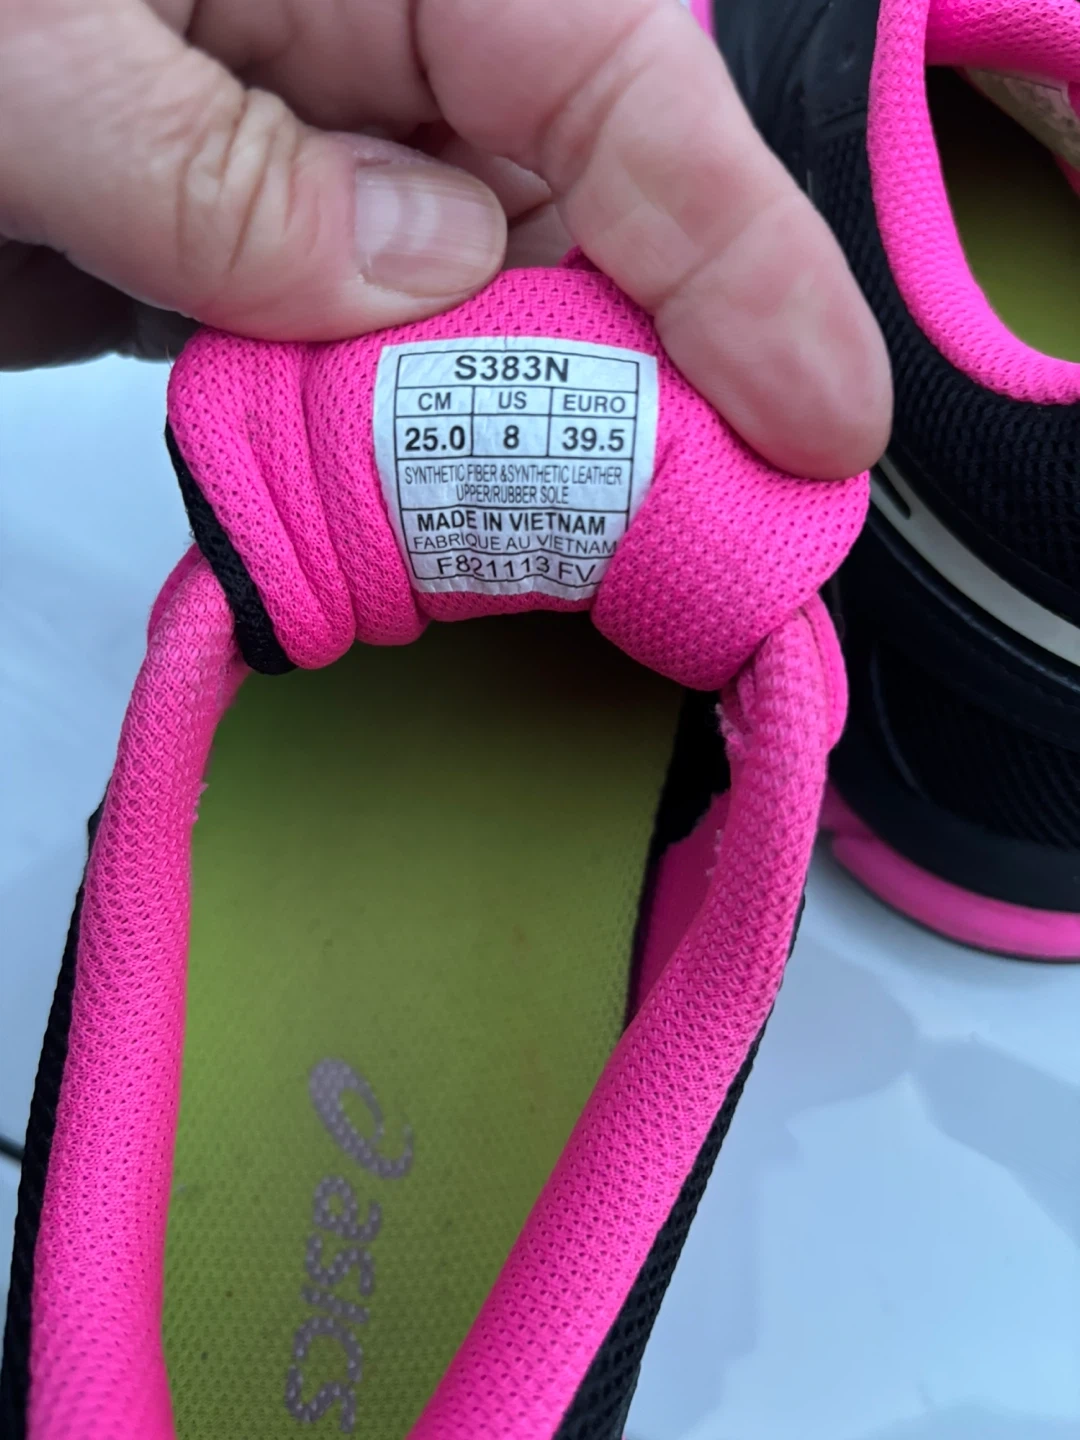 S383N
CM US EURO
25.0 8 39.5
SYNTHETIC FIBER &SYNTHETIC LEATHER
UPPER/RUBBER SOLE
MADE IN VIETNAM
FABRIQUE AU VIETNAM
F821113 FV
asics